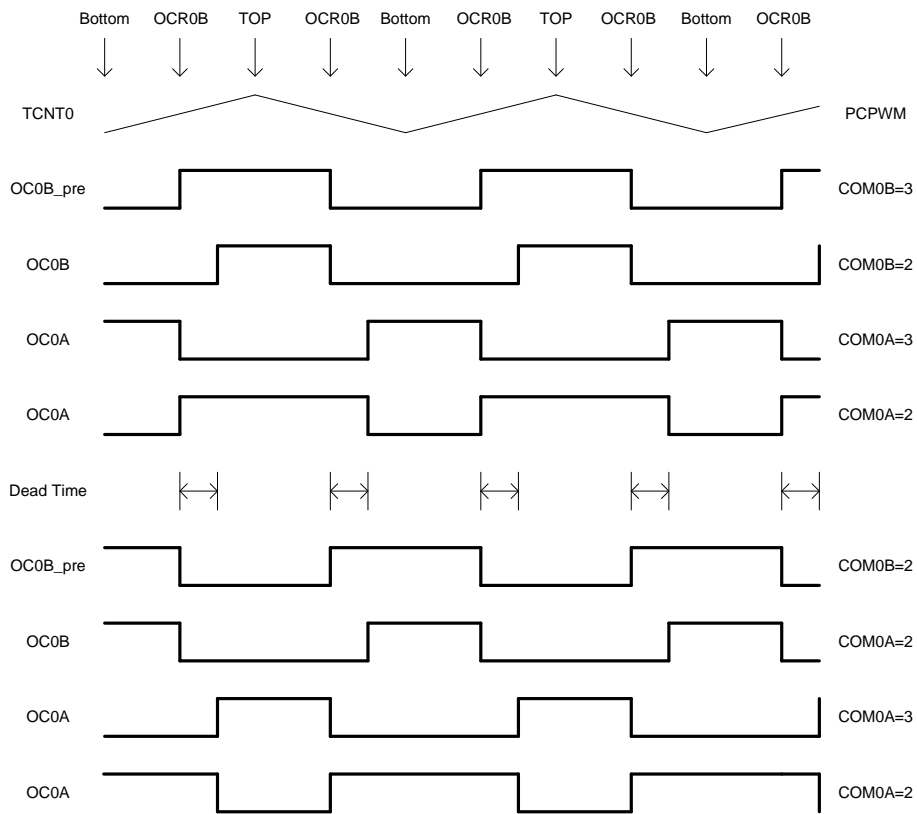 Bottom OCR0B TOP OCR0B Bottom OCR0B TOP OCR0B Bottom OCR0B
TCNT0 PCPWM
OC0B_pre COM0B=3
OC0B COM0B=2
OC0A COM0A=3
OC0A COM0A=2
Dead Time
OC0B_pre COM0B=2
OC0B COM0A=2
OC0A COM0A=3
OC0A COM0A=2